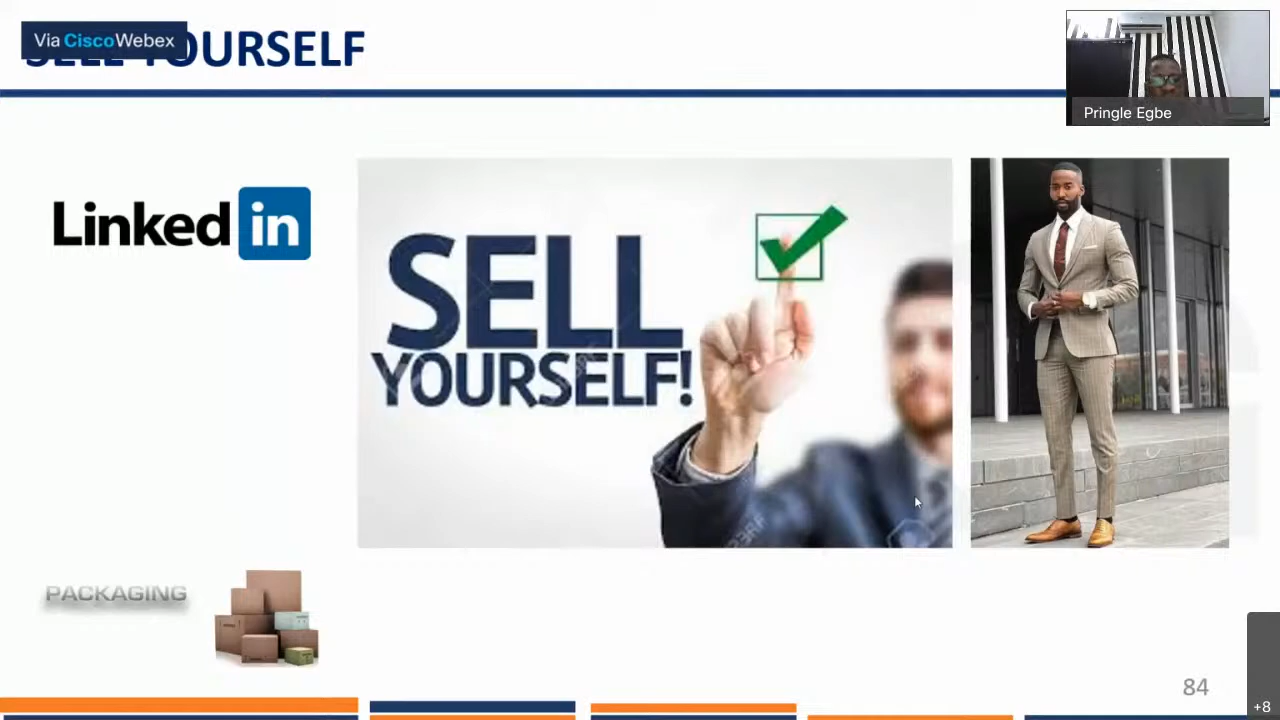 Via CiscoWebex
SELL YOURSELF
Pringle Egbe
Linked in
SELL
YOURSELF!
PACKAGING
84
+8